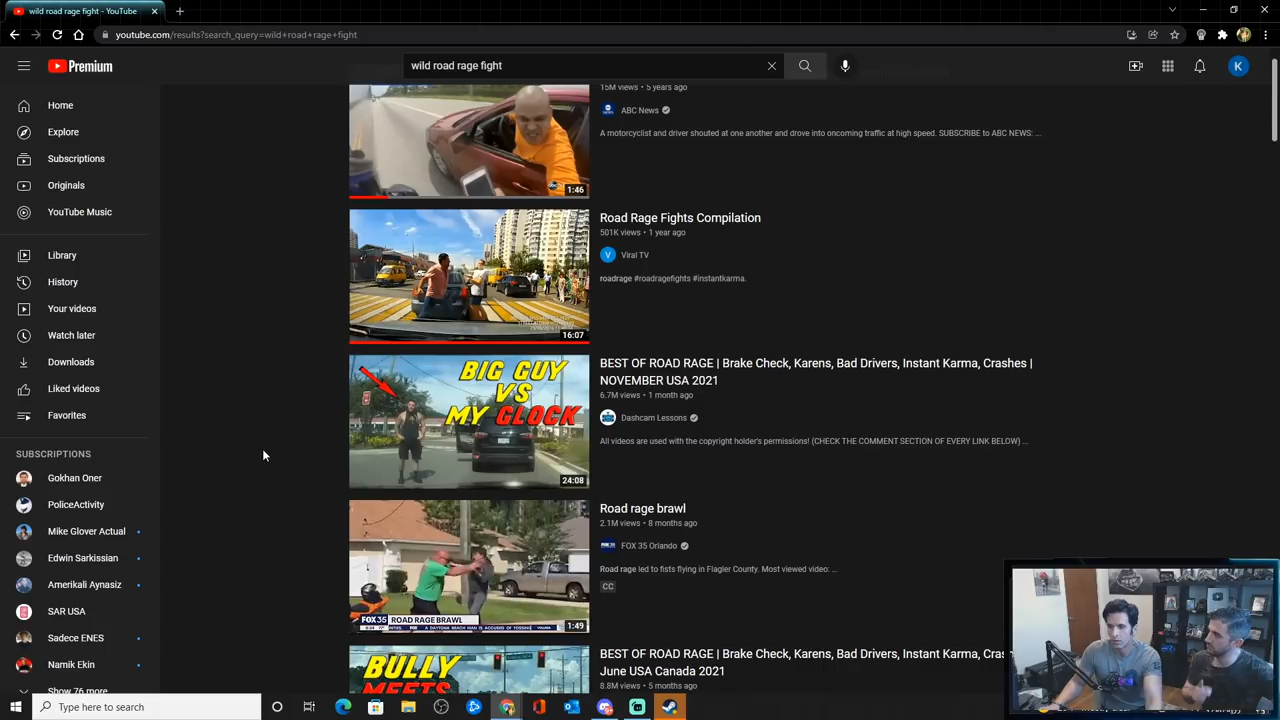 wild road rage fight - YouTube
youtube.com/results?search_query=wild+road+rage+fight
Premium
wild road rage fight
K
Home
Explore
Subscriptions
Originals
YouTube Music
Library
History
Your videos
Watch later
Downloads
Liked videos
Favorites
SUBSCRIPTIONS
Gokhan Oner
PoliceActivity
Mike Glover Actual
Edwin Sarkissian
Amerikali Aynasiz
SAR USA
Sadece ENES
Namik Ekin
Show 76 more
15M views • 5 years ago
ABC News
A motorcyclist and driver shouted at one another and drove into oncoming traffic at high speed. SUBSCRIBE to ABC NEWS: ...
1:46
Road Rage Fights Compilation
501K views • 1 year ago
V
Viral TV
roadrage #roadragefights #instantkarma.
16:07
BIG GUY
VS
MY GLOCK
24:08
BEST OF ROAD RAGE | Brake Check, Karens, Bad Drivers, Instant Karma, Crashes |
NOVEMBER USA 2021
6.7M views • 1 month ago
Dashcam Lessons
All videos are used with the copyright holder's permissions! (CHECK THE COMMENT SECTION OF EVERY LINK BELOW) ...
Road rage brawl
2.1M views • 8 months ago
FOX 35 Orlando
Road rage led to fists flying in Flagler County. Most viewed video: ...
CC
FOX 35
ROAD RAGE BRAWL
A DAYTONA BEACH MAN IS ACCUSED OF TOSSING
1:49
BULLY
MEETS
BEST OF ROAD RAGE | Brake Check, Karens, Bad Drivers, Instant Karma, Cras
June USA Canada 2021
8.8M views • 5 months ago
Type here to search